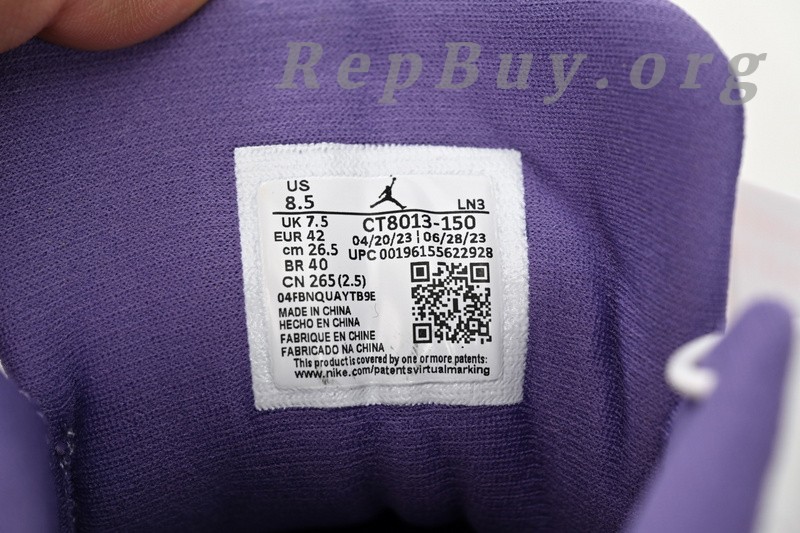 RepBuy.org
US
8.5
LN3
UK 7.5 CT8013-150
EUR 42 04/20/23 | 06/28/23
cm 26.5 UPC 00196155622928
BR 40
CN 265 (2.5)
04FBNQUAYTB9E
MADE IN CHINA
HECHO EN CHINA
FABRIQUE EN CHINE
FABRICADO NA CHINA
This product is covered by one or more patents:
www.nike.com/patentsvirtualmarking